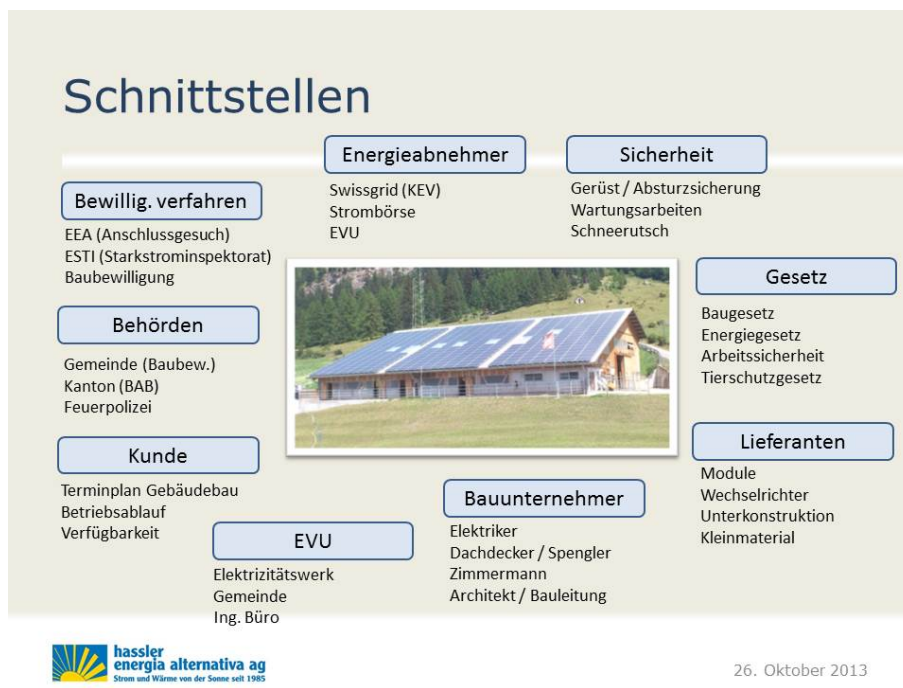 Schnittstellen
Energieabnehmer
Swissgrid (KEV)
Strombörse
EVU
Sicherheit
Gerüst / Absturzsicherung
Wartungsarbeiten
Schneerutsch
Bewillig. verfahren
EEA (Anschlussgesuch)
ESTI (Starkstrominspektorat)
Baubewilligung
Gesetz
Baugesetz
Energiegesetz
Arbeitssicherheit
Tierschutzgesetz
Behörden
Gemeinde (Baubew.)
Kanton (BAB)
Feuerpolizei
Kunde
Terminplan Gebäudebau
Betriebsablauf
Verfügbarkeit
Lieferanten
Module
Wechselrichter
Unterkonstruktion
Kleinmaterial
Bauunternehmer
Elektriker
Dachdecker / Spengler
Zimmermann
Architekt / Bauleitung
EVU
Elektrizitätswerk
Gemeinde
Ing. Büro
hassler
energia alternativa ag
Strom und Wärme von der Sonne seit 1985
26. Oktober 2013